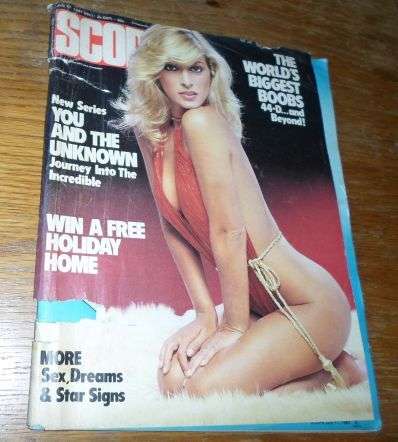 SCOP
THE
WORLD'S
BIGGEST
BOOBS
44-D...and
Beyond!
New Series
YOU
AND THE
UNKNOWN
Journey Into The
Incredible
WIN A FREE
HOLIDAY
HOME
MORE
Sex, Dreams
& Star Signs